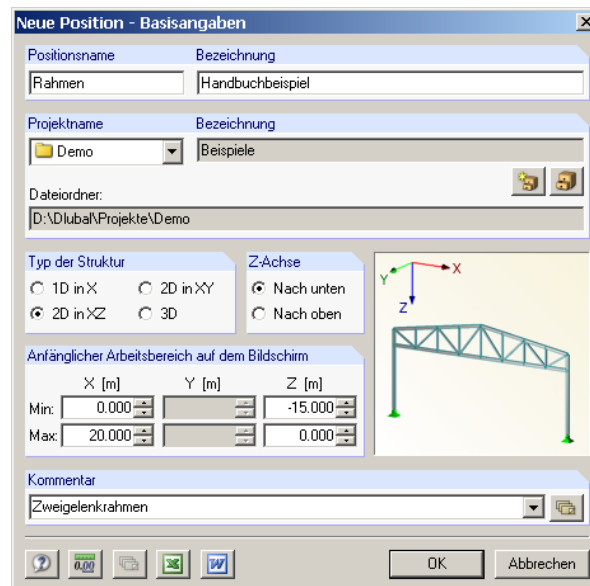 Neue Position - Basisangaben
Positionsname Bezeichnung
Rahmen Handbuchbeispiel
Projektname Bezeichnung
Demo Beispiele
Dateiordner:
D:\Dlubal\Projekte\Demo
Typ der Struktur Z-Achse
1D in X 2D in XY Nach unten
2D in XZ 3D Nach oben
Y X
Z
Anfänglicher Arbeitsbereich auf dem Bildschirm
X [m] Y [m] Z [m]
Min: 0.000 -15.000
Max: 20.000 0.000
Kommentar
Zweigelenkrahmen
0.00 OK Abbrechen